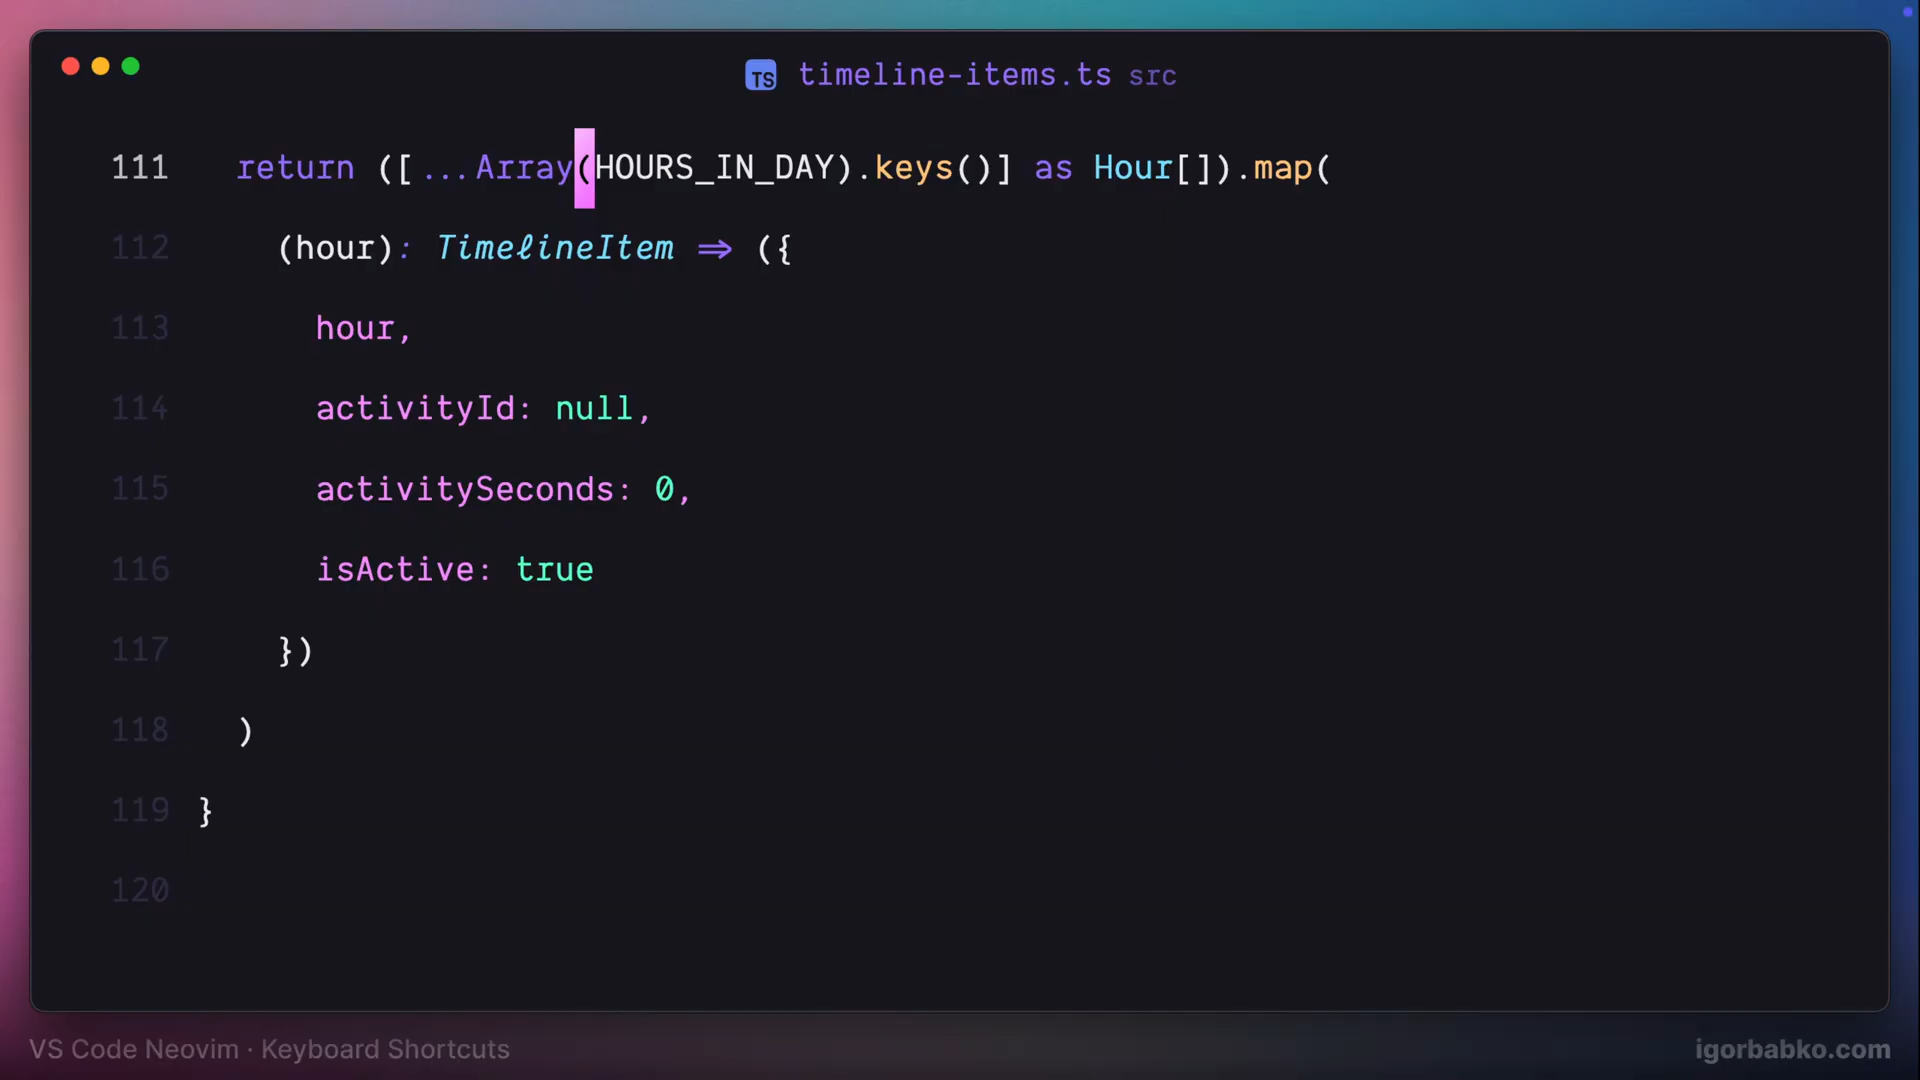 TS timeline-items.ts src
111 return ([...Array(HOURS_IN_DAY).keys()] as Hour[]).map(
112 (hour): TimelineItem => ({
113 hour,
114 activityId: null,
115 activitySeconds: 0,
116 isActive: true
117 })
118 )
119 }
120
VS Code Neovim · Keyboard Shortcuts
igorbabko.com